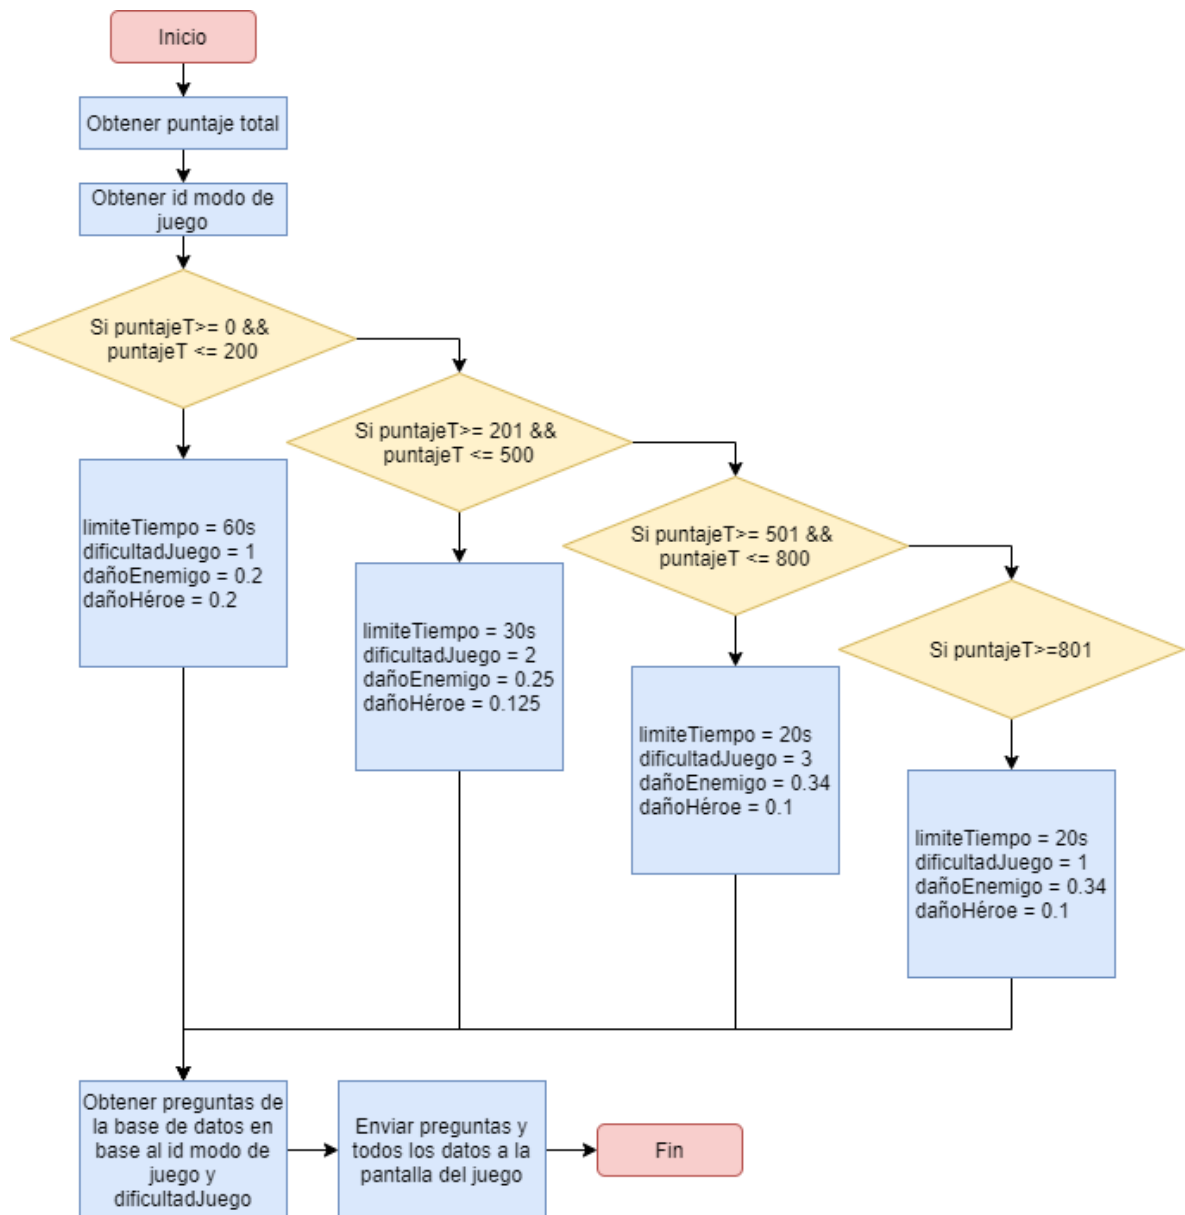 Inicio
Obtener puntaje total
Obtener id modo de
juego
Si puntajeT>= 0 &&
puntajeT <= 200
Si puntajeT>= 201 &&
puntajeT <= 500
Si puntajeT>= 501 &&
puntajeT <= 800
Si puntajeT>=801
limiteTiempo = 60s
dificultadJuego = 1
dañoEnemigo = 0.2
dañoHéroe = 0.2
limiteTiempo = 30s
dificultadJuego = 2
dañoEnemigo = 0.25
dañoHéroe = 0.125
limiteTiempo = 20s
dificultadJuego = 3
dañoEnemigo = 0.34
dañoHéroe = 0.1
limiteTiempo = 20s
dificultadJuego = 1
dañoEnemigo = 0.34
dañoHéroe = 0.1
Obtener preguntas de
la base de datos en
base al id modo de
juego y
dificultadJuego
Enviar preguntas y
todos los datos a la
pantalla del juego
Fin